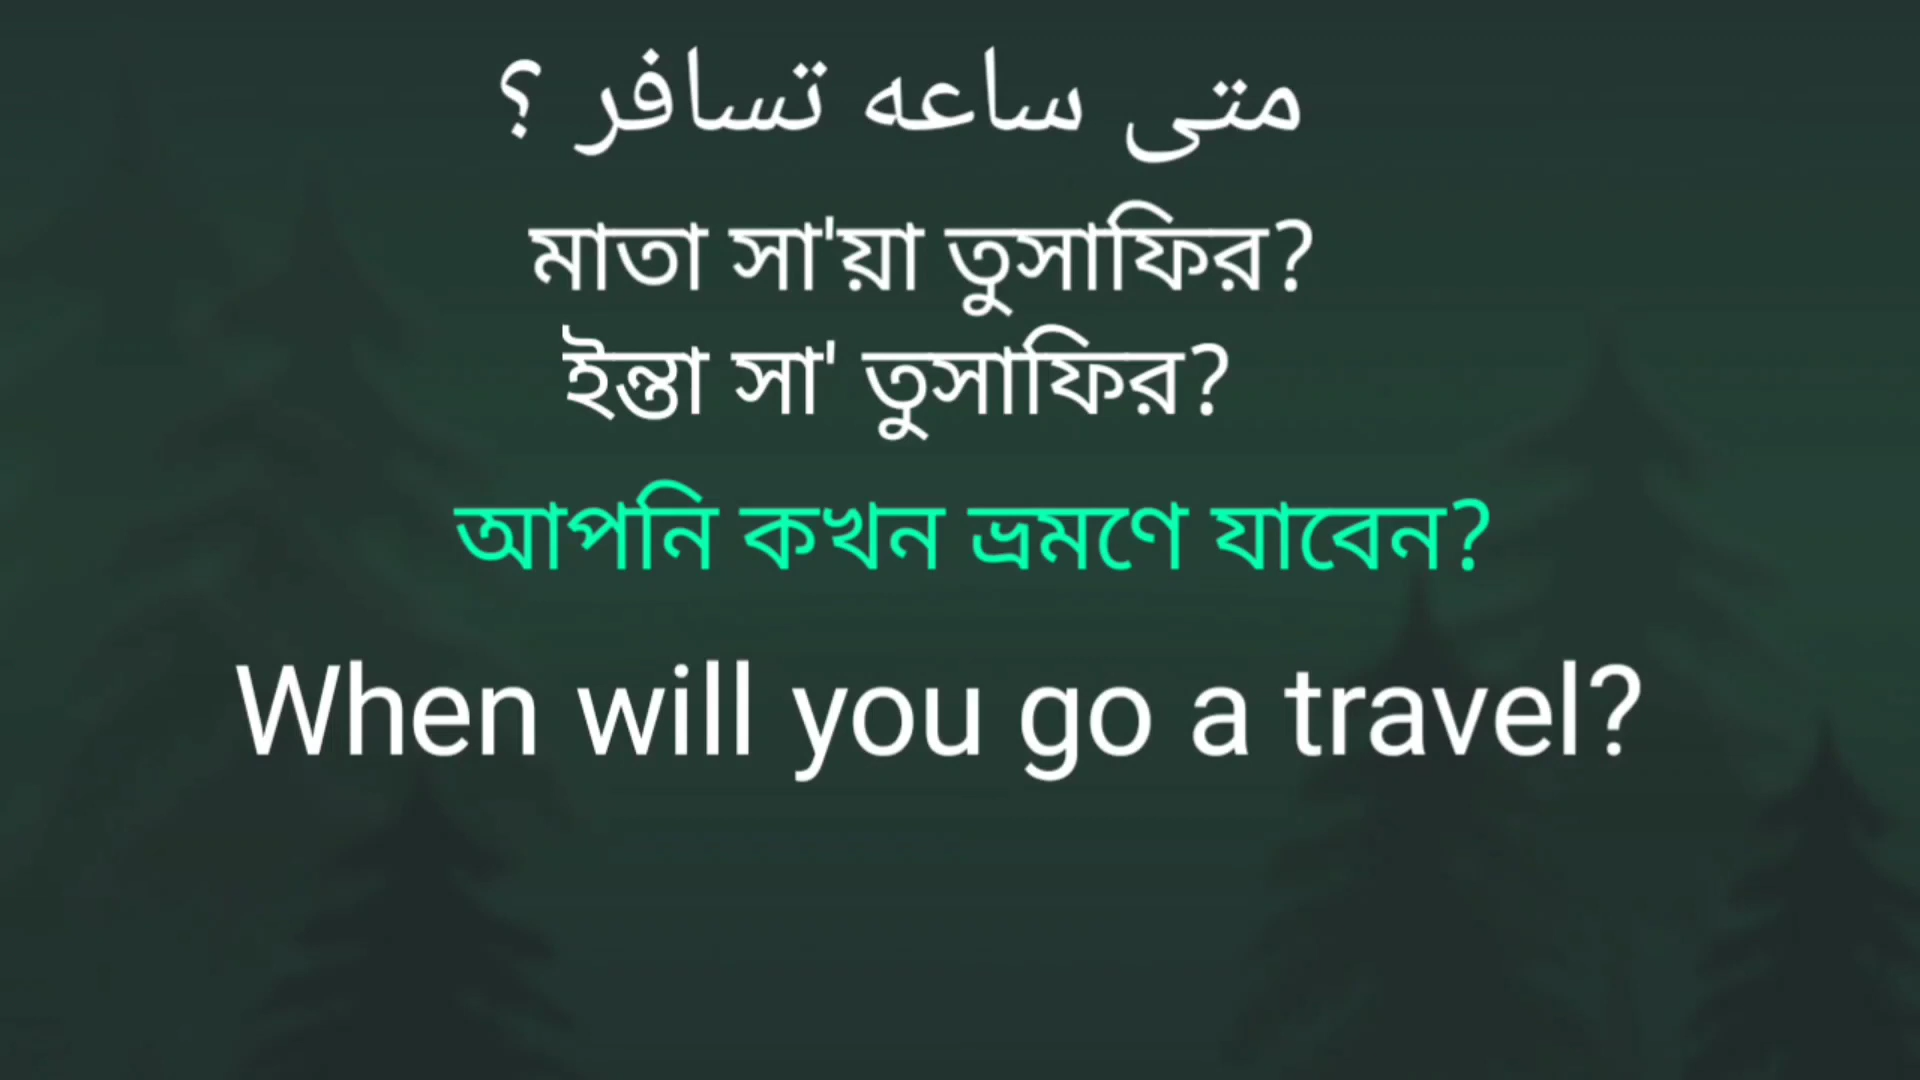 متى ساعه تسافر ؟
মাতা সা'য়া তুসাফির?
ইন্তা সা' তুসাফির?
আপনি কখন ভ্রমণে যাবেন?
When will you go a travel?